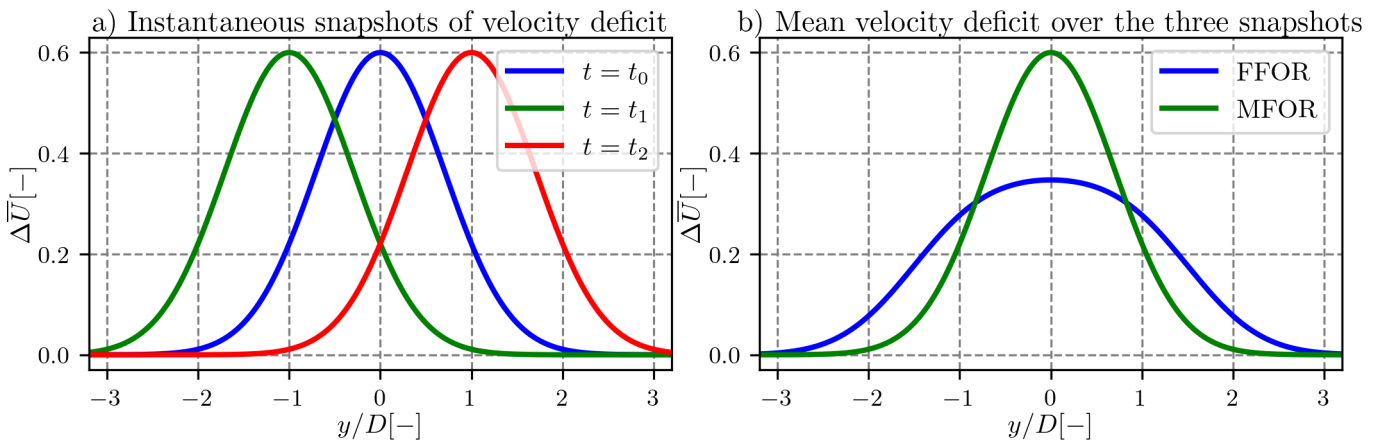 a) Instantaneous snapshots of velocity deficit
0.6
0.4
0.2
0.0
ΔU̅[−]
t = t₀
t = t₁
t = t₂
−3
−2
−1
0
1
2
3
y/D[−]
b) Mean velocity deficit over the three snapshots
0.6
0.4
0.2
0.0
ΔU̅[−]
FFOR
MFOR
−3
−2
−1
0
1
2
3
y/D[−]